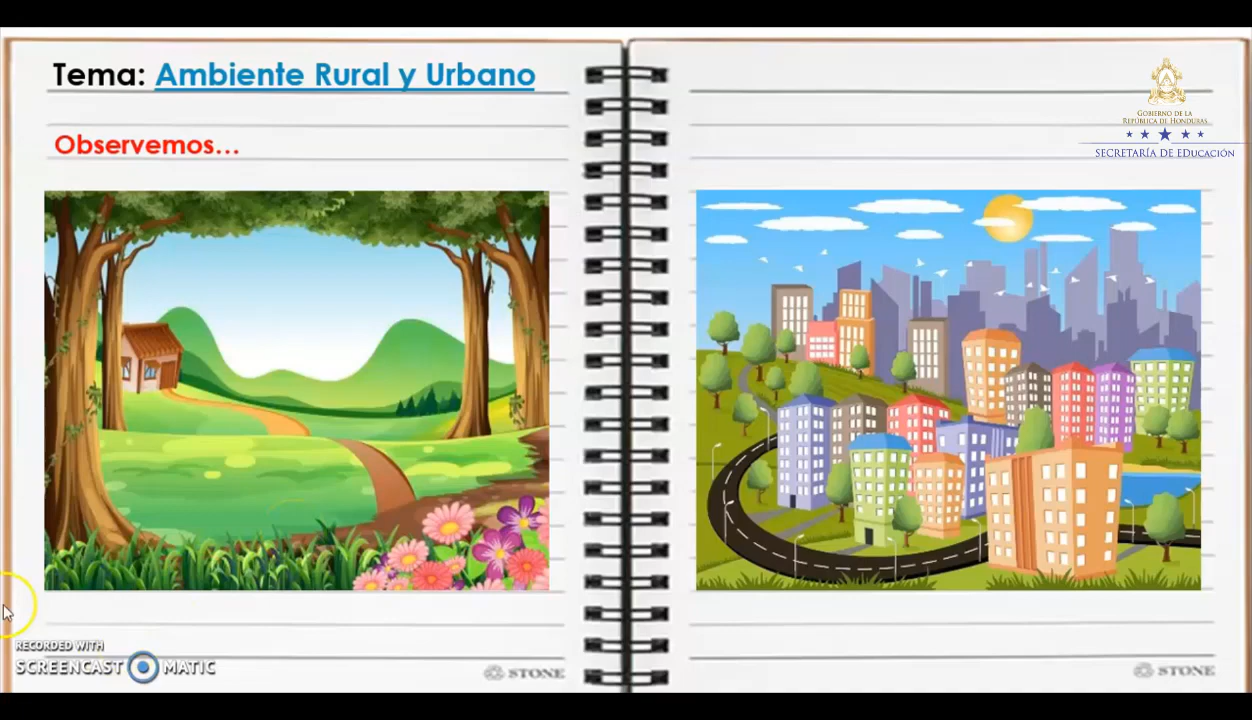 Tema: Ambiente Rural y Urbano
Observemos...
GOBIERNO DE LA
REPÚBLICA DE HONDURAS
SECRETARÍA DE EDUCACIÓN
RECORDED WITH
SCREENCAST MATIC
STONE
STONE